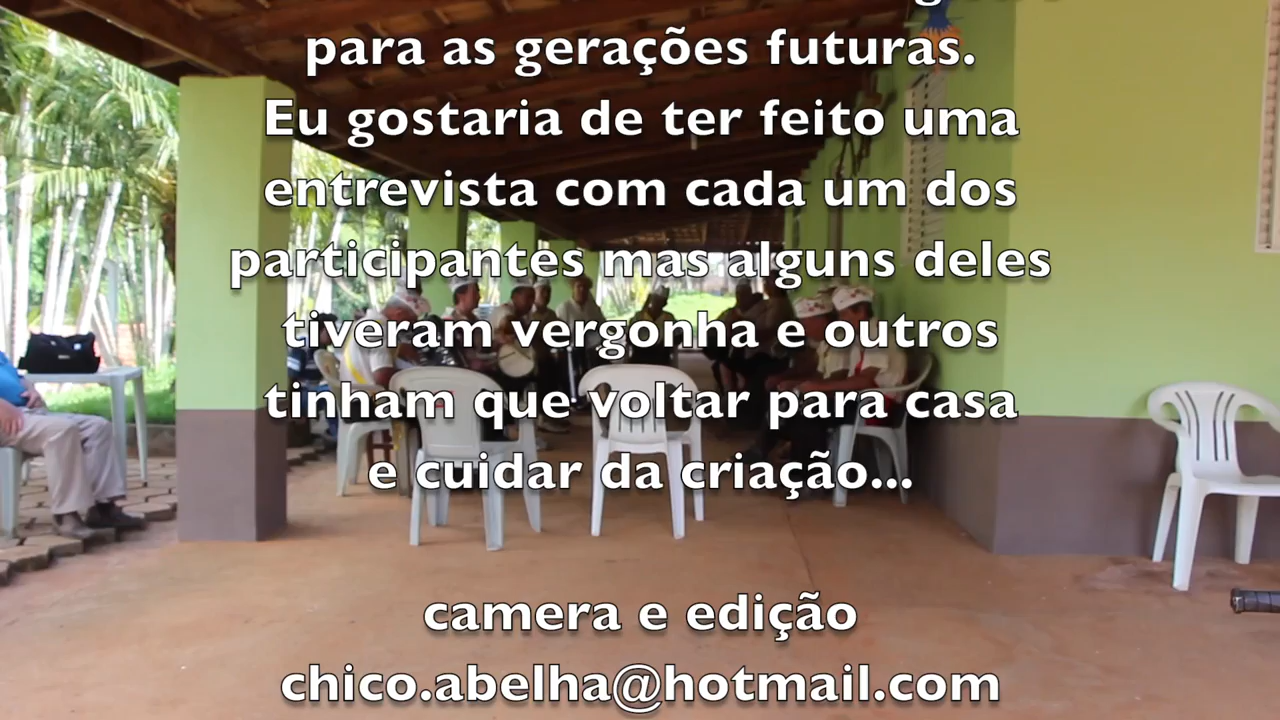 para as gerações futuras.
Eu gostaria de ter feito uma
entrevista com cada um dos
participantes mas alguns deles
tiveram vergonha e outros
tinham que voltar para casa
e cuidar da criação...
camera e edição
chico.abelha@hotmail.com